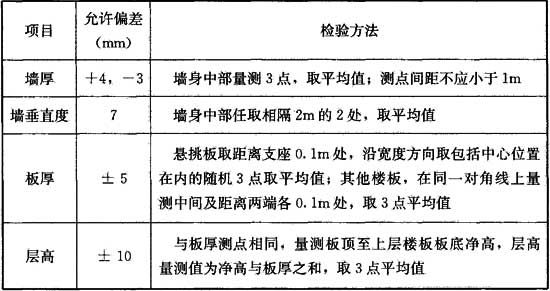 项目 允许偏差 检验方法
(mm)
墙厚 +4，-3 墙身中部量测3点，取平均值；测点间距不应小于1m
墙垂直度 7 墙身中部任取相隔2m的2处，取平均值
悬挑板取距离支座0.1m处，沿宽度方向取包括中心位置
板厚 ±5 在内的随机3点取平均值；其他楼板，在同一对角线上量
测中间及距离两端各0.1m处，取3点平均值
与板厚测点相同，量测板顶至上层楼板板底净高，层高
层高 ±10 量测值为净高与板厚之和，取3点平均值